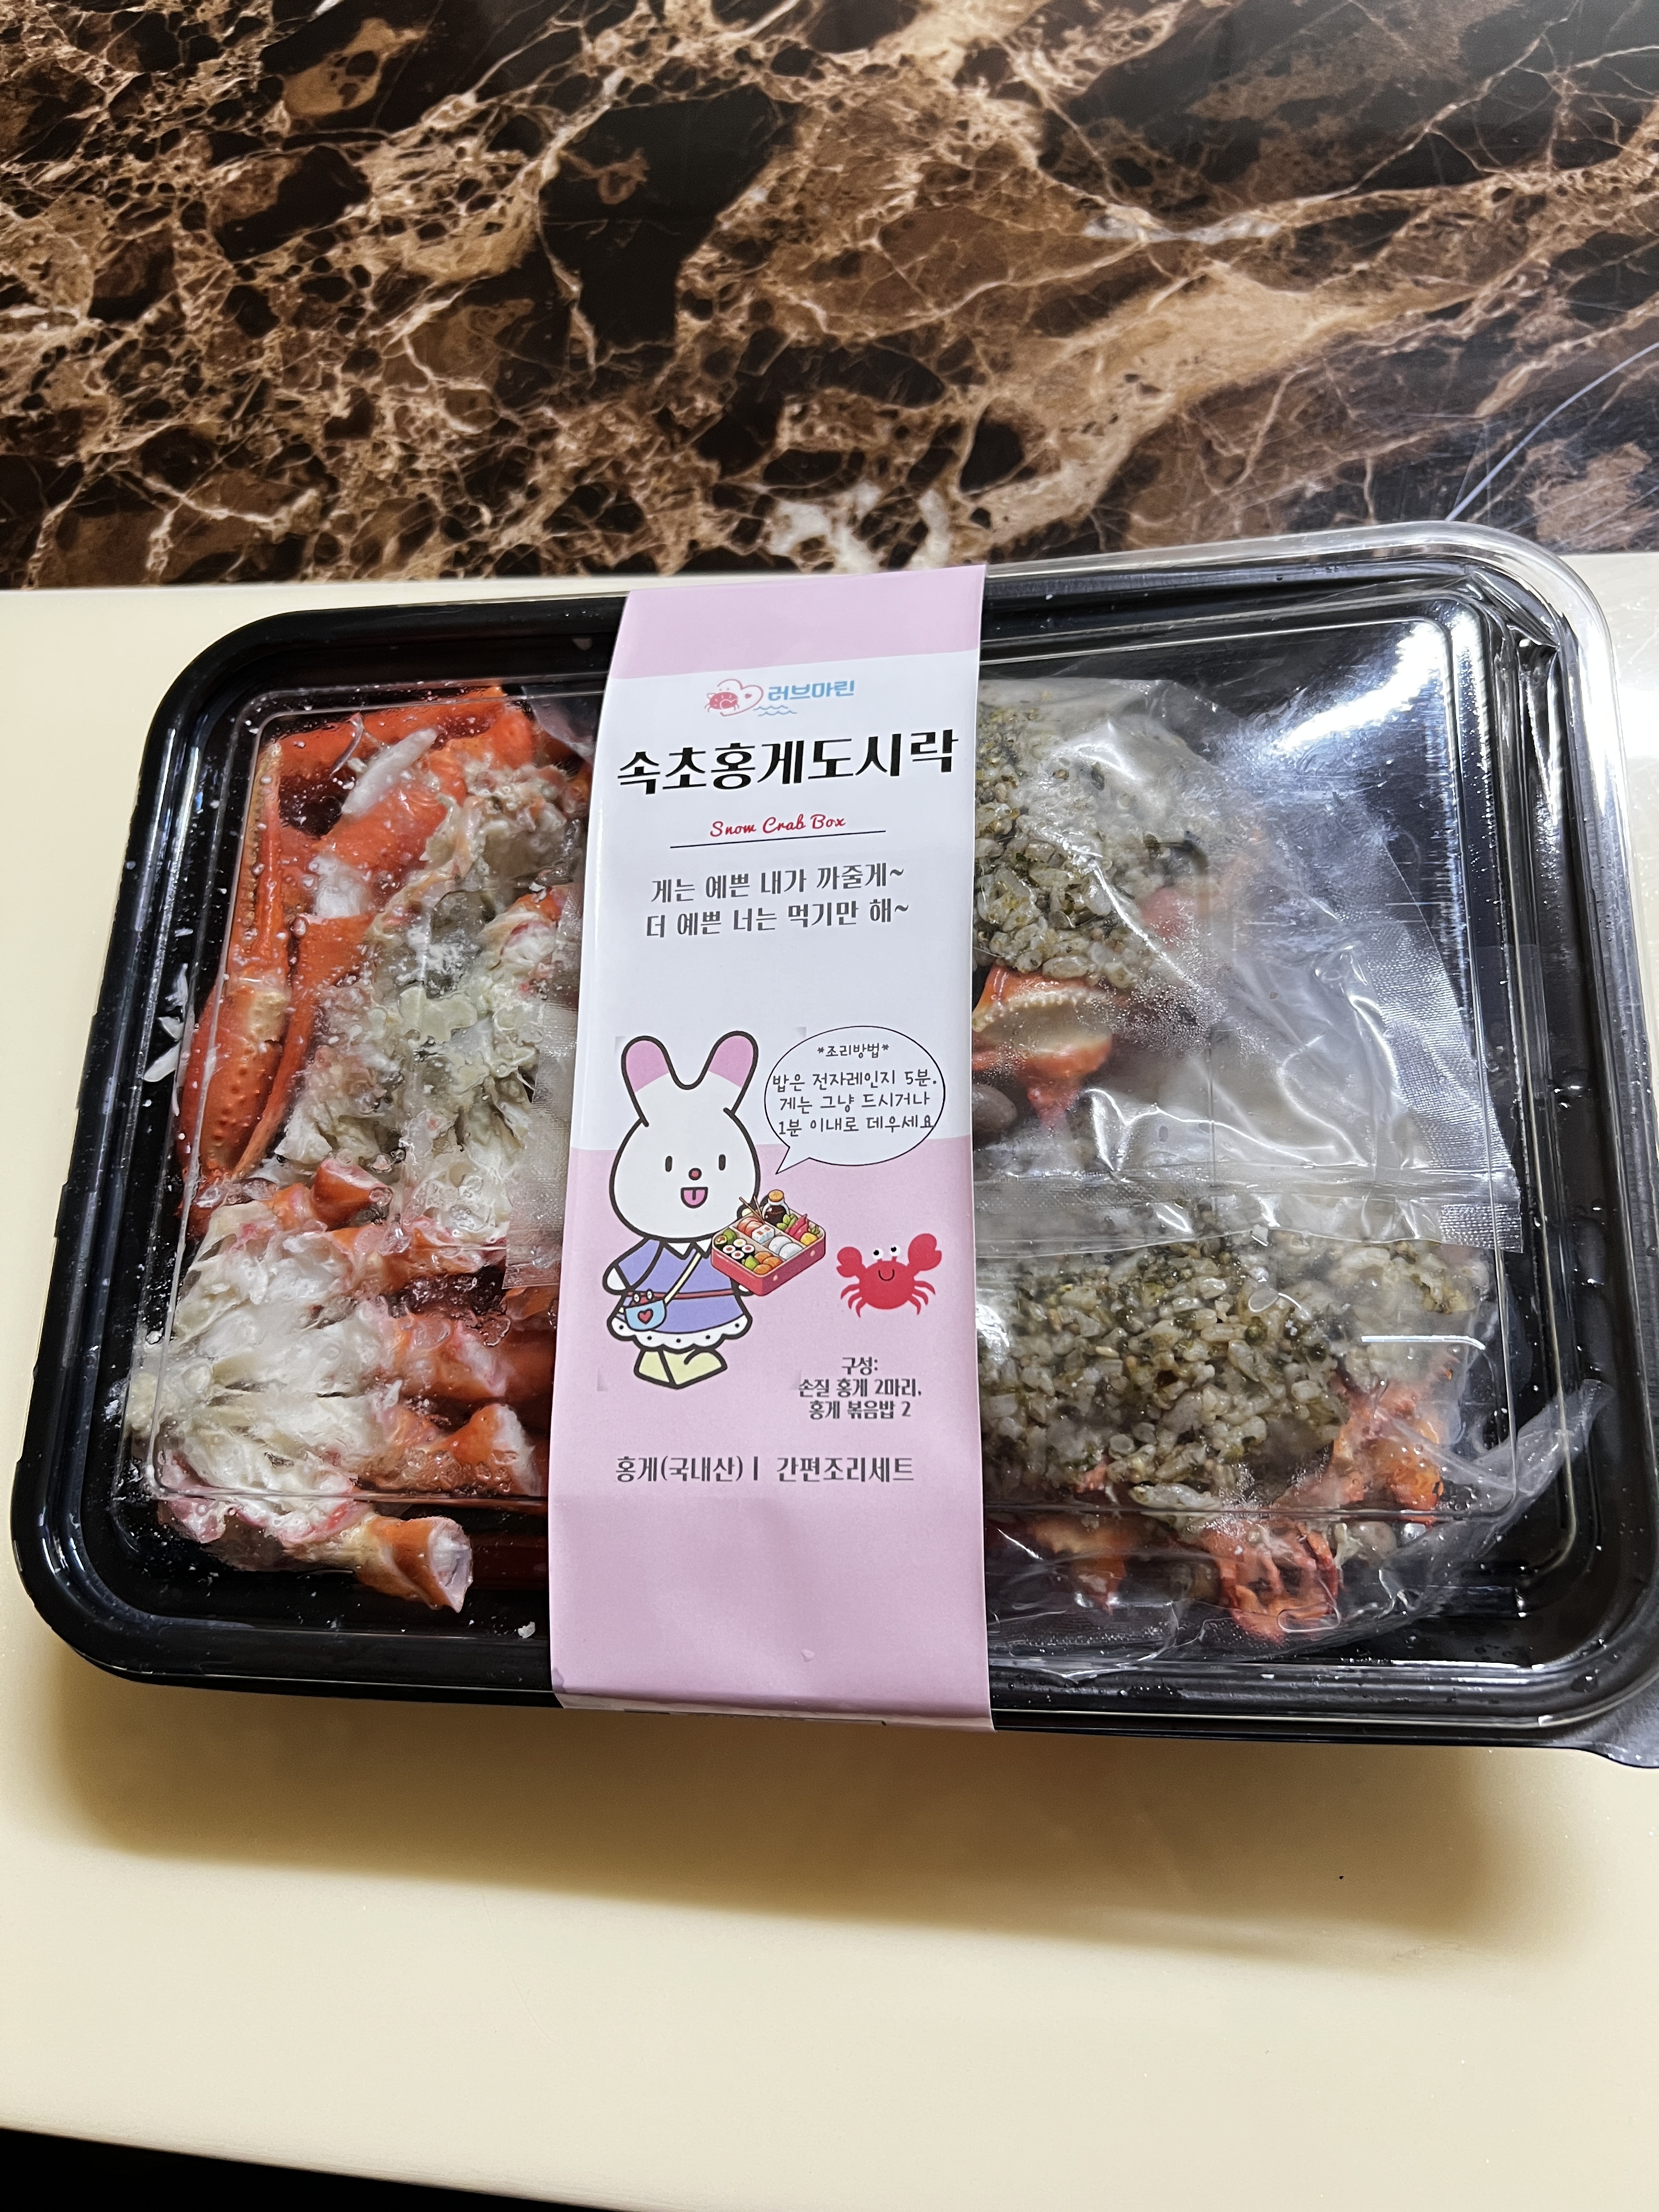 러브마린
속초홍게도시락
Snow Crab Box
게는 예쁜 내가 까줄게~
더 예쁜 너는 먹기만 해~
*조리방법*
밥은 전자레인지 5분.
게는 그냥 드시거나
1분 이내로 데우세요
구성:
손질 홍게 2마리,
홍게 볶음밥 2
홍게(국내산) | 간편조리세트